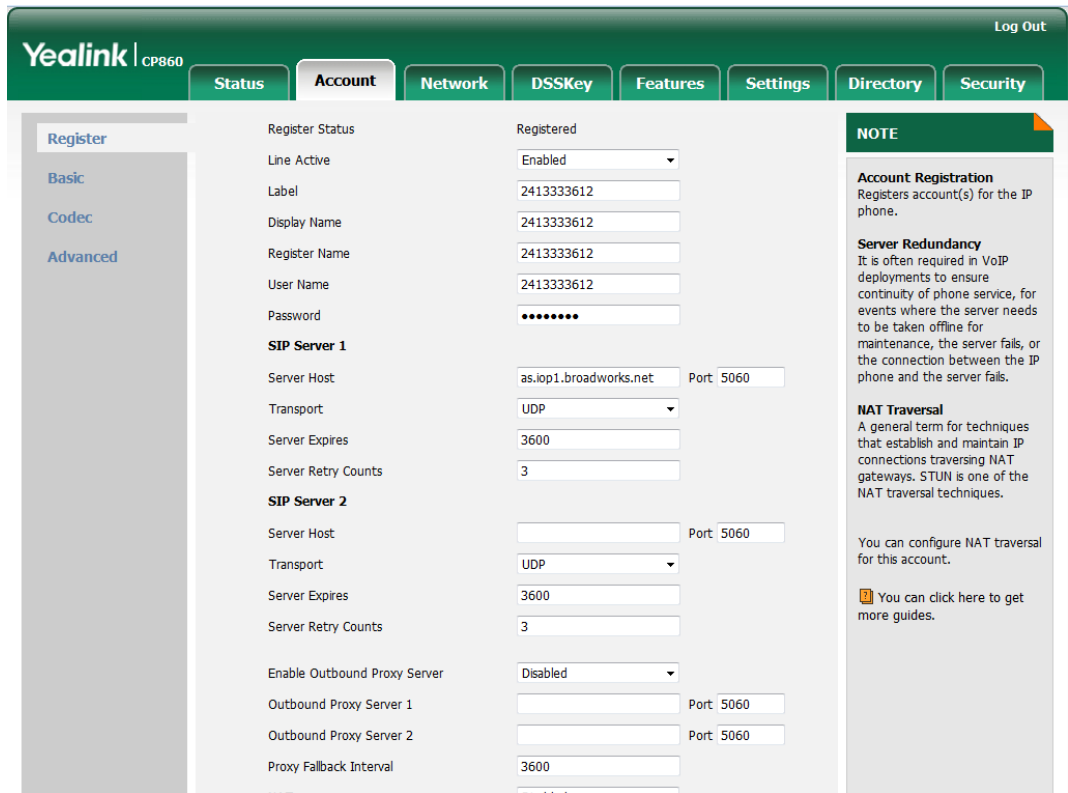 Log Out
Yealink | CP860
Status Account Network DSSKey Features Settings Directory Security
Register
Basic
Codec
Advanced
Register Status Registered
Line Active Enabled
Label 2413333612
Display Name 2413333612
Register Name 2413333612
User Name 2413333612
Password ••••••••
SIP Server 1
Server Host as.iop1.broadworks.net Port 5060
Transport UDP
Server Expires 3600
Server Retry Counts 3
SIP Server 2
Server Host Port 5060
Transport UDP
Server Expires 3600
Server Retry Counts 3
Enable Outbound Proxy Server Disabled
Outbound Proxy Server 1 Port 5060
Outbound Proxy Server 2 Port 5060
Proxy Fallback Interval 3600
NOTE
Account Registration
Registers account(s) for the IP
phone.
Server Redundancy
It is often required in VoIP
deployments to ensure
continuity of phone service, for
events where the server needs
to be taken offline for
maintenance, the server fails, or
the connection between the IP
phone and the server fails.
NAT Traversal
A general term for techniques
that establish and maintain IP
connections traversing NAT
gateways. STUN is one of the
NAT traversal techniques.
You can configure NAT traversal
for this account.
You can click here to get
more guides.